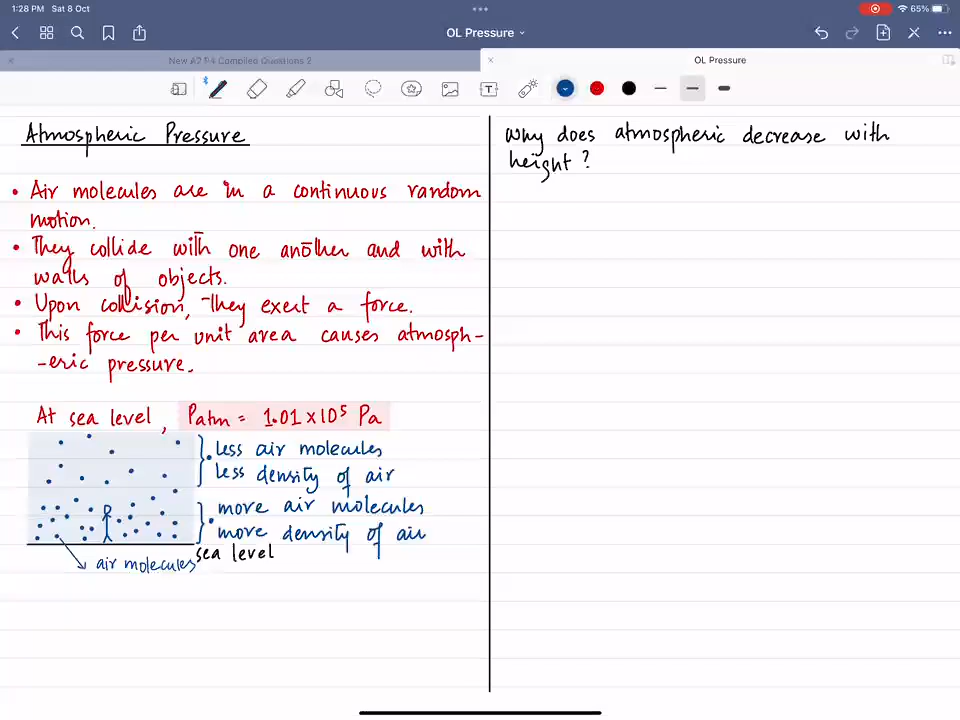 1:28 PM Sat 8 Oct
65%
OL Pressure
New A2 P4 Compiled Questions 2
OL Pressure
Atmospheric Pressure
• Air molecules are in a continuous random
motion.
• They collide with one another and with
walls of objects.
• Upon collision, They exert a force.
• This force per unit area causes atmosph-
-eric pressure.
At sea level, Patm = 1.01 × 10⁵ Pa
• less air molecules
less density of air
• more air molecules
more density of air
sea level
air molecules
Why does atmospheric decrease with
height?